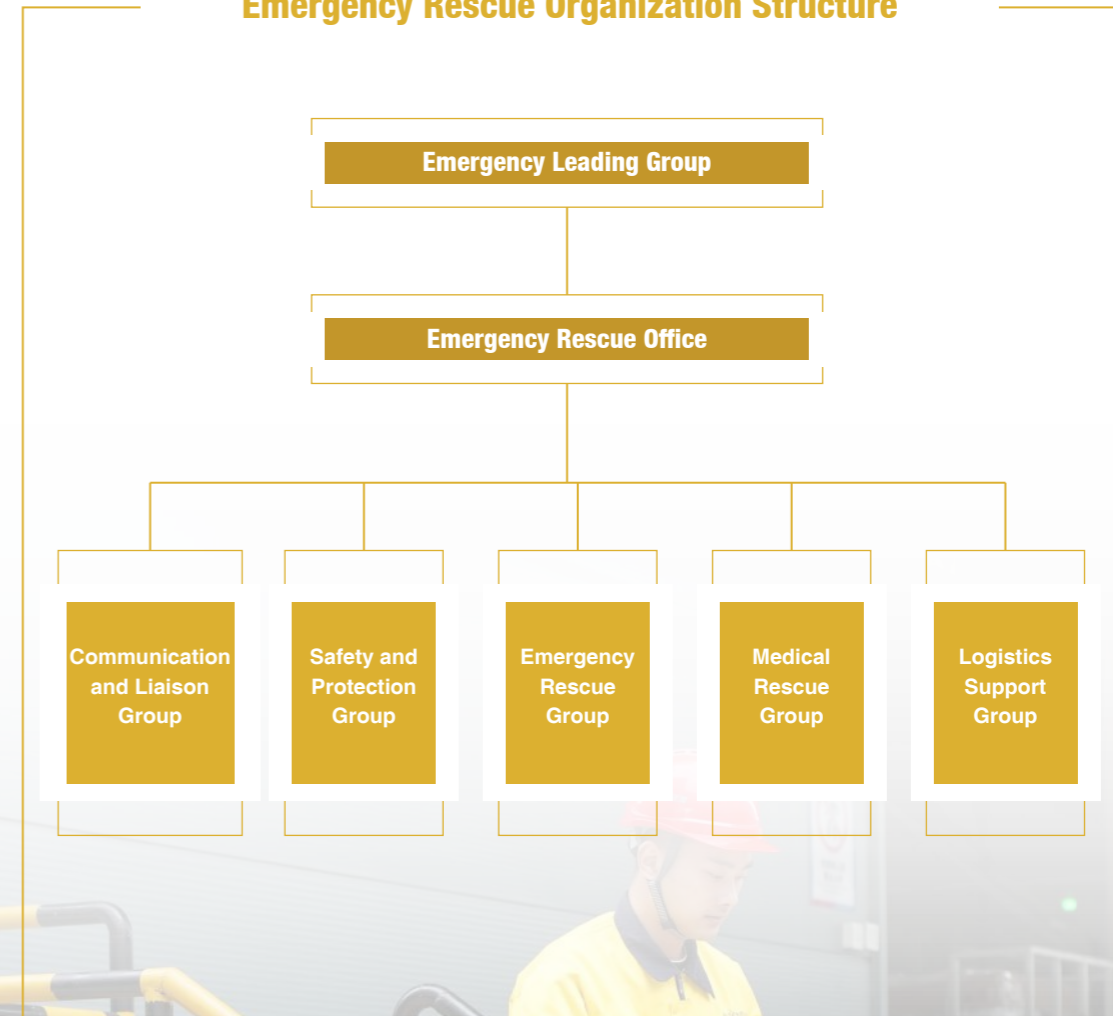 Emergency Rescue Organization Structure
Emergency Leading Group
Emergency Rescue Office
Communication
and Liaison
Group
Safety and
Protection
Group
Emergency
Rescue
Group
Medical
Rescue
Group
Logistics
Support
Group